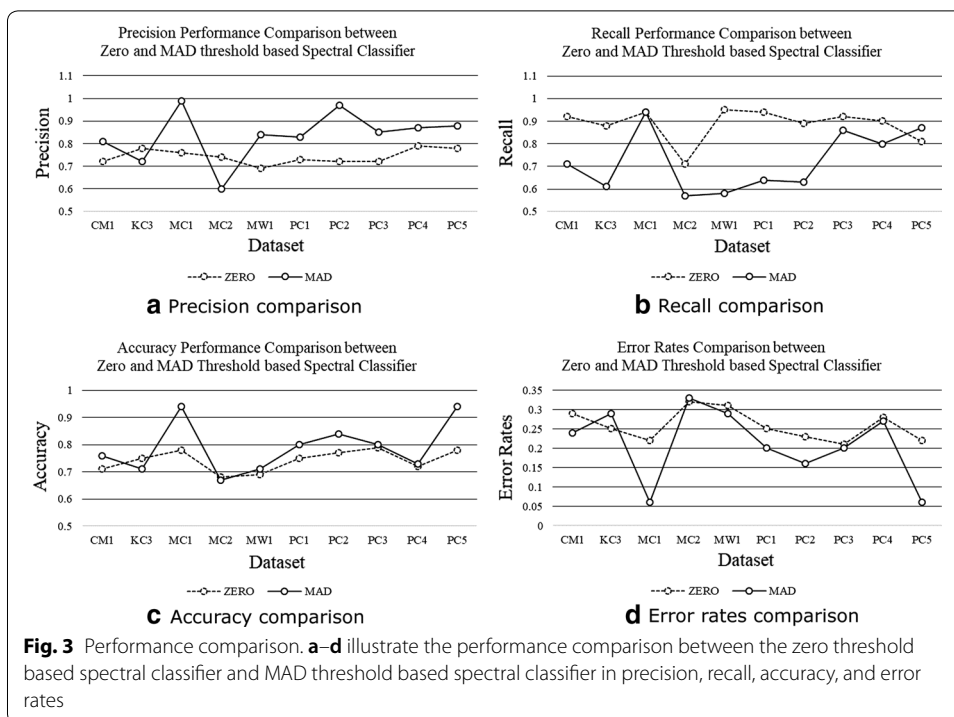 Precision Performance Comparison between
Zero and MAD threshold based Spectral Classifier
1.1
1
0.9
0.8
0.7
0.6
0.5
Precision
CM1 KC3 MC1 MC2 MW1 PC1 PC2 PC3 PC4 PC5
Dataset
ZERO MAD
a Precision comparison
Recall Performance Comparison between
Zero and MAD Threshold based Spectral Classifier
1.1
1
0.9
0.8
0.7
0.6
0.5
Recall
CM1 KC3 MC1 MC2 MW1 PC1 PC2 PC3 PC4 PC5
Dataset
ZERO MAD
b Recall comparison
Accuracy Performance Comparison between
Zero and MAD Threshold based Spectral Classifier
1
0.9
0.8
0.7
0.6
0.5
Accuracy
CM1 KC3 MC1 MC2 MW1 PC1 PC2 PC3 PC4 PC5
Dataset
ZERO MAD
c Accuracy comparison
Error Rates Comparison between
Zero and MAD Threshold based Spectral Classifier
0.35
0.3
0.25
0.2
0.15
0.1
0.05
0
Error Rates
CM1 KC3 MC1 MC2 MW1 PC1 PC2 PC3 PC4 PC5
Dataset
ZERO MAD
d Error rates comparison
Fig. 3 Performance comparison. a–d illustrate the performance comparison between the zero threshold
based spectral classifier and MAD threshold based spectral classifier in precision, recall, accuracy, and error
rates